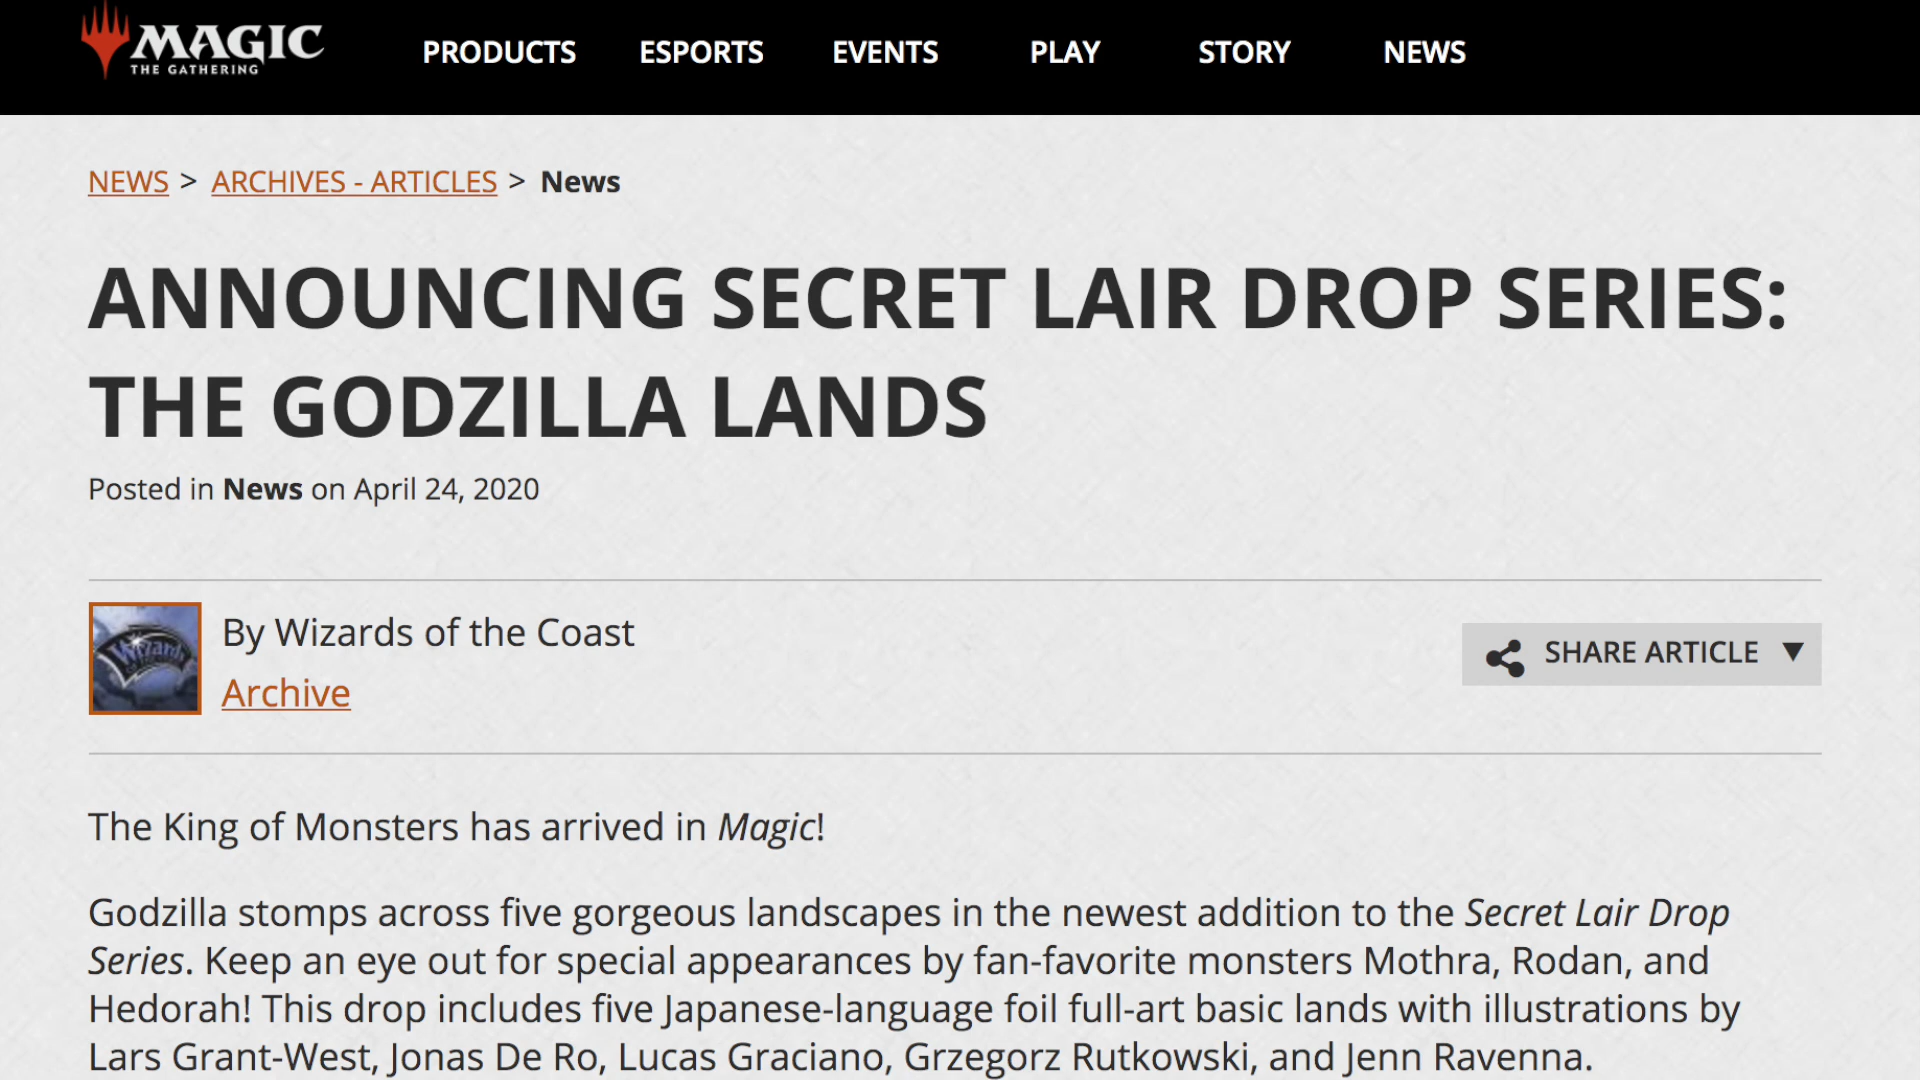 MAGIC
THE GATHERING
PRODUCTS
ESPORTS
EVENTS
PLAY
STORY
NEWS
NEWS > ARCHIVES - ARTICLES > News
ANNOUNCING SECRET LAIR DROP SERIES:
THE GODZILLA LANDS
Posted in News on April 24, 2020
Wizards
By Wizards of the Coast
Archive
SHARE ARTICLE ▼
The King of Monsters has arrived in Magic!
Godzilla stomps across five gorgeous landscapes in the newest addition to the Secret Lair Drop
Series. Keep an eye out for special appearances by fan-favorite monsters Mothra, Rodan, and
Hedorah! This drop includes five Japanese-language foil full-art basic lands with illustrations by
Lars Grant-West, Jonas De Ro, Lucas Graciano, Grzegorz Rutkowski, and Jenn Ravenna.